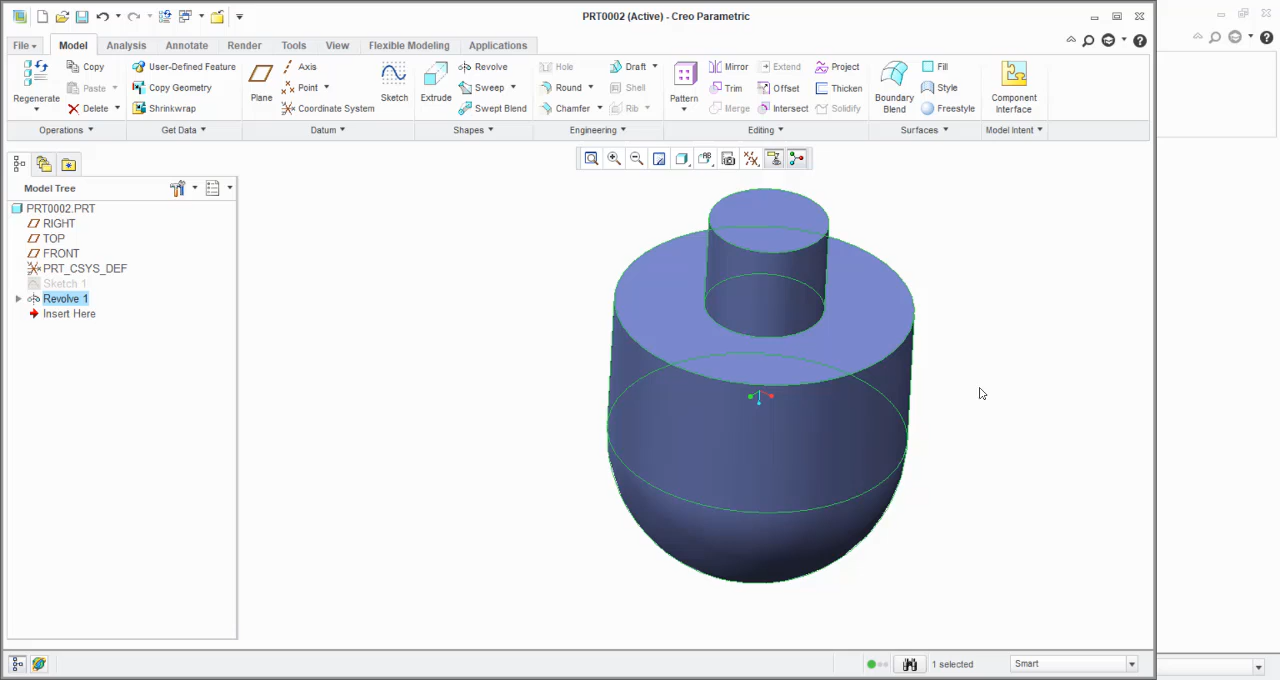 PRT0002 (Active) - Creo Parametric
File Model Analysis Annotate Render Tools View Flexible Modeling Applications
Regenerate Copy Paste Delete
User-Defined Feature Copy Geometry Shrinkwrap
Plane Axis Point Coordinate System Sketch
Extrude Revolve Sweep Swept Blend
Hole Round Chamfer Draft Shell Rib
Pattern Mirror Trim Merge Extend Offset Intersect Project Thicken Solidify
Boundary Blend Fill Style Freestyle
Component Interface
Operations Get Data Datum Shapes Engineering Editing Surfaces Model Intent
Model Tree
PRT0002.PRT
RIGHT
TOP
FRONT
PRT_CSYS_DEF
Sketch 1
Revolve 1
Insert Here
1 selected
Smart